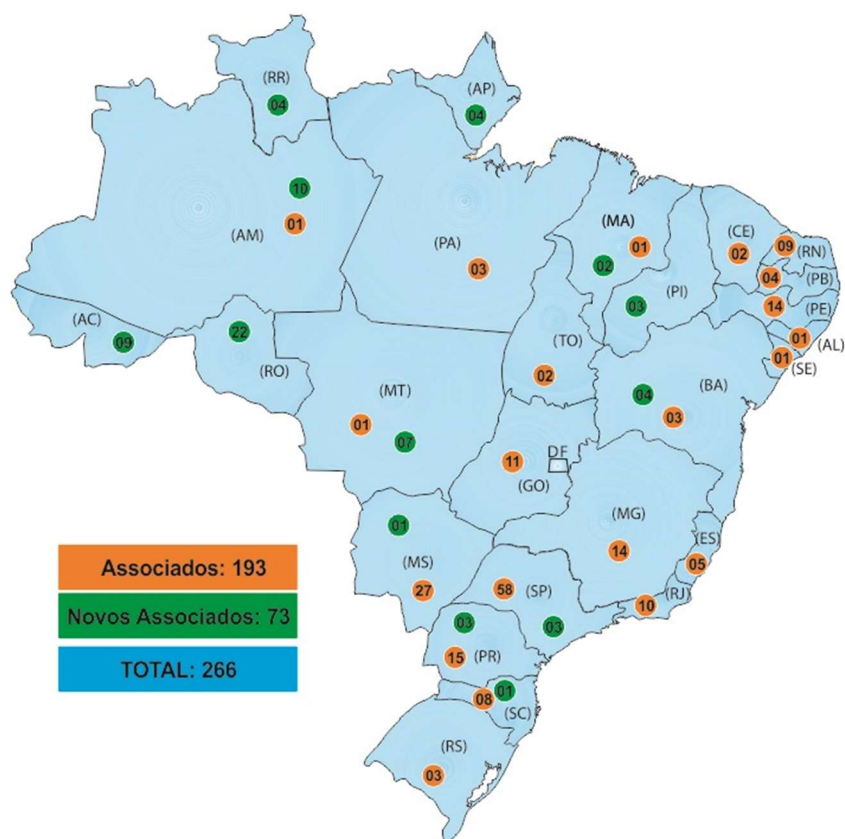 (RR)
04
(AP)
04
10
01
(AM)
(PA)
03
(MA)
01
02
(CE)
02
09
(RN)
04
(PB)
14
(PE)
03
(PI)
01
(AL)
01
(SE)
(AC)
09
22
(RO)
(TO)
02
(MT)
01
07
04
(BA)
03
11
DF
(GO)
(MG)
14
(ES)
05
01
(MS)
27
58
(SP)
10
(RJ)
03
03
15
(PR)
01
08
(SC)
(RS)
03
Associados: 193
Novos Associados: 73
TOTAL: 266